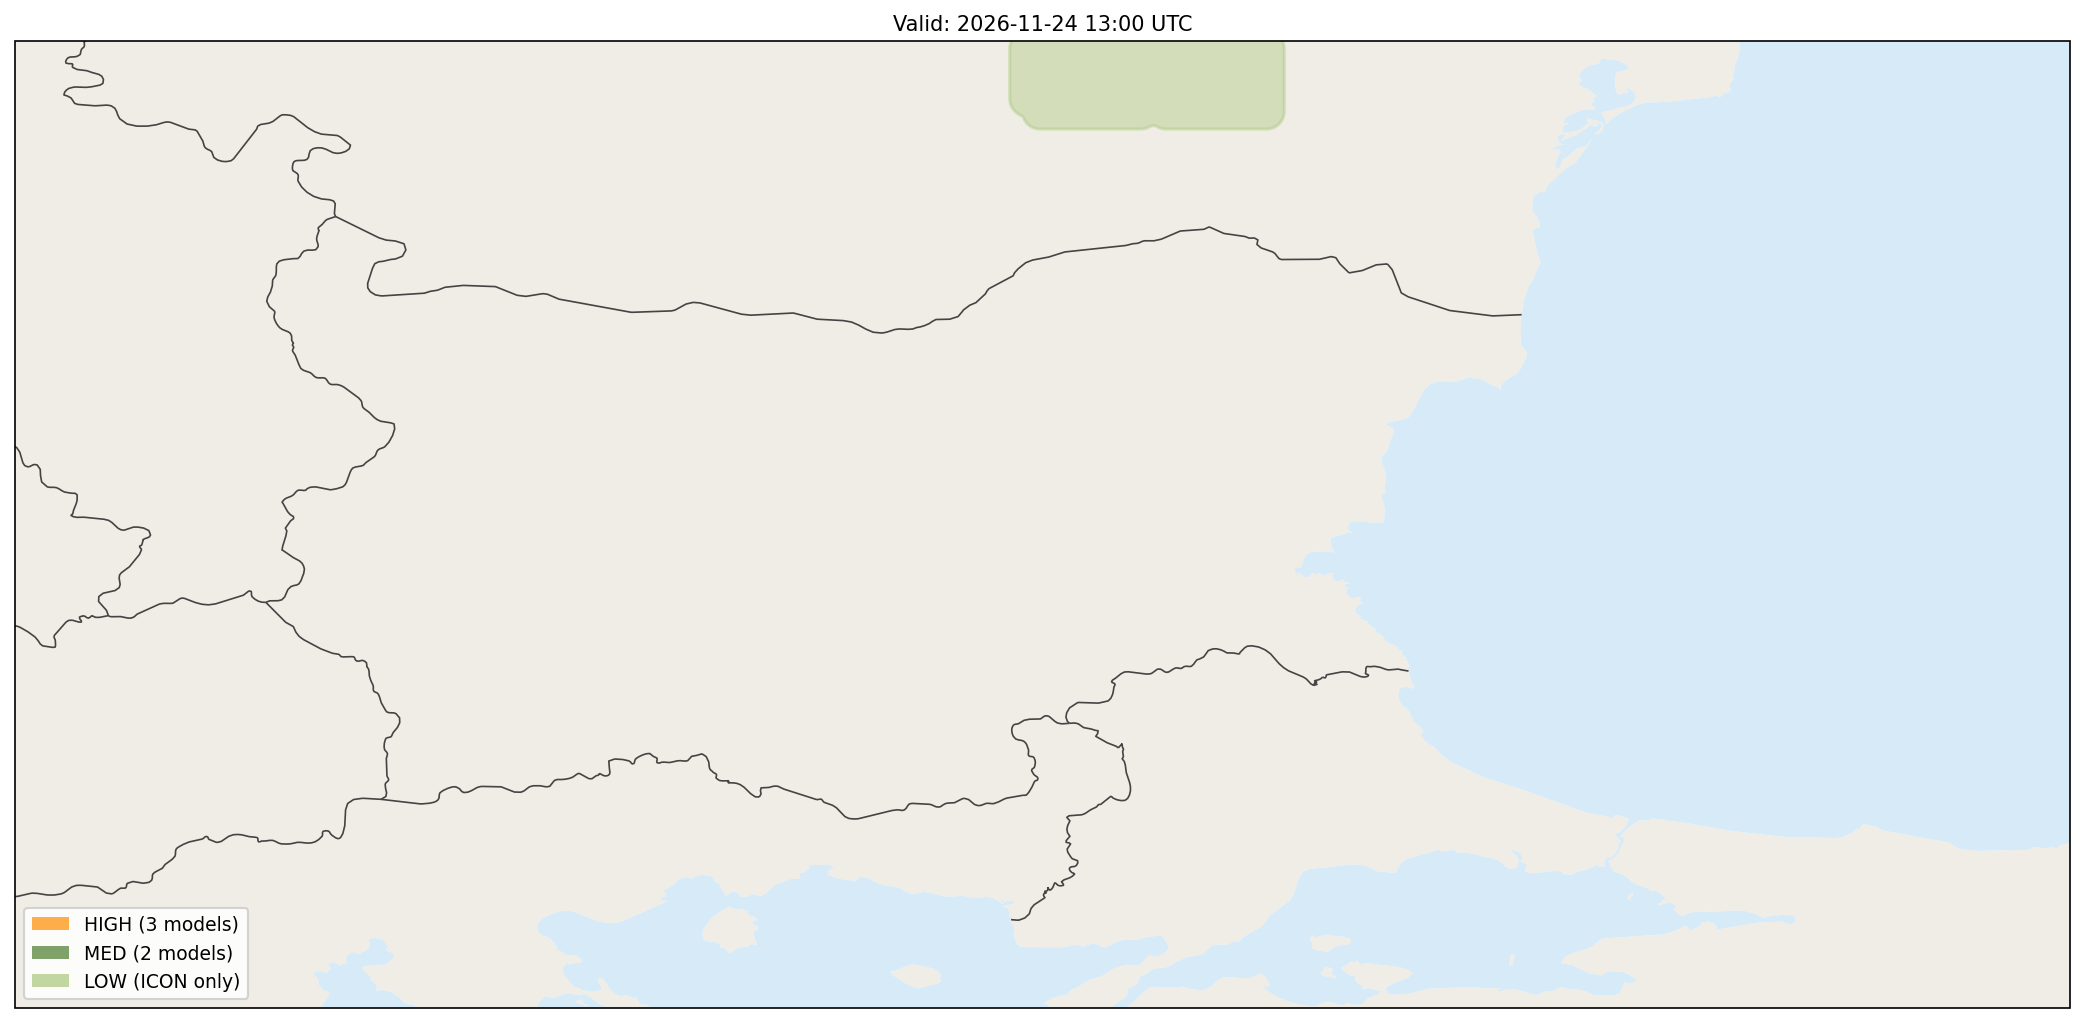 Valid: 2026-11-24 13:00 UTC
HIGH (3 models)
MED (2 models)
LOW (ICON only)